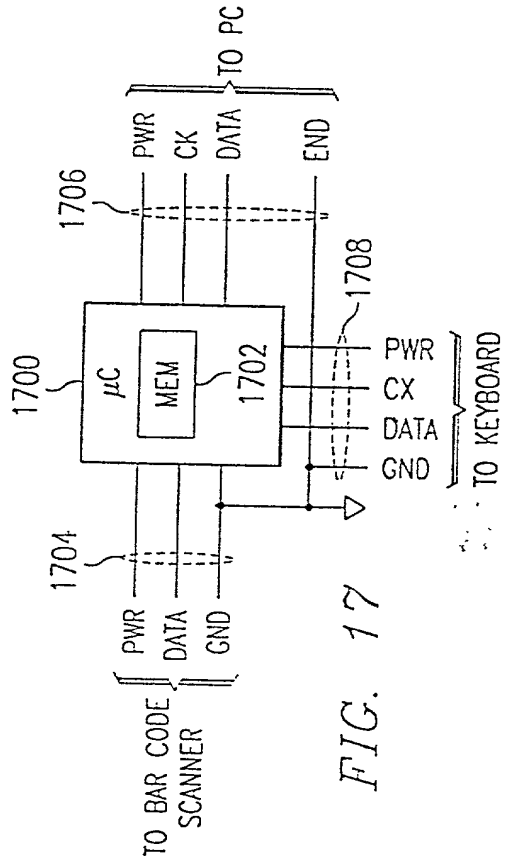 1700
1706
μC
MEM
1702
1704
PWR
DATA
GND
TO BAR CODE
SCANNER
PWR
CK
DATA
END
TO PC
1708
PWR
CX
DATA
GND
TO KEYBOARD
FIG. 17